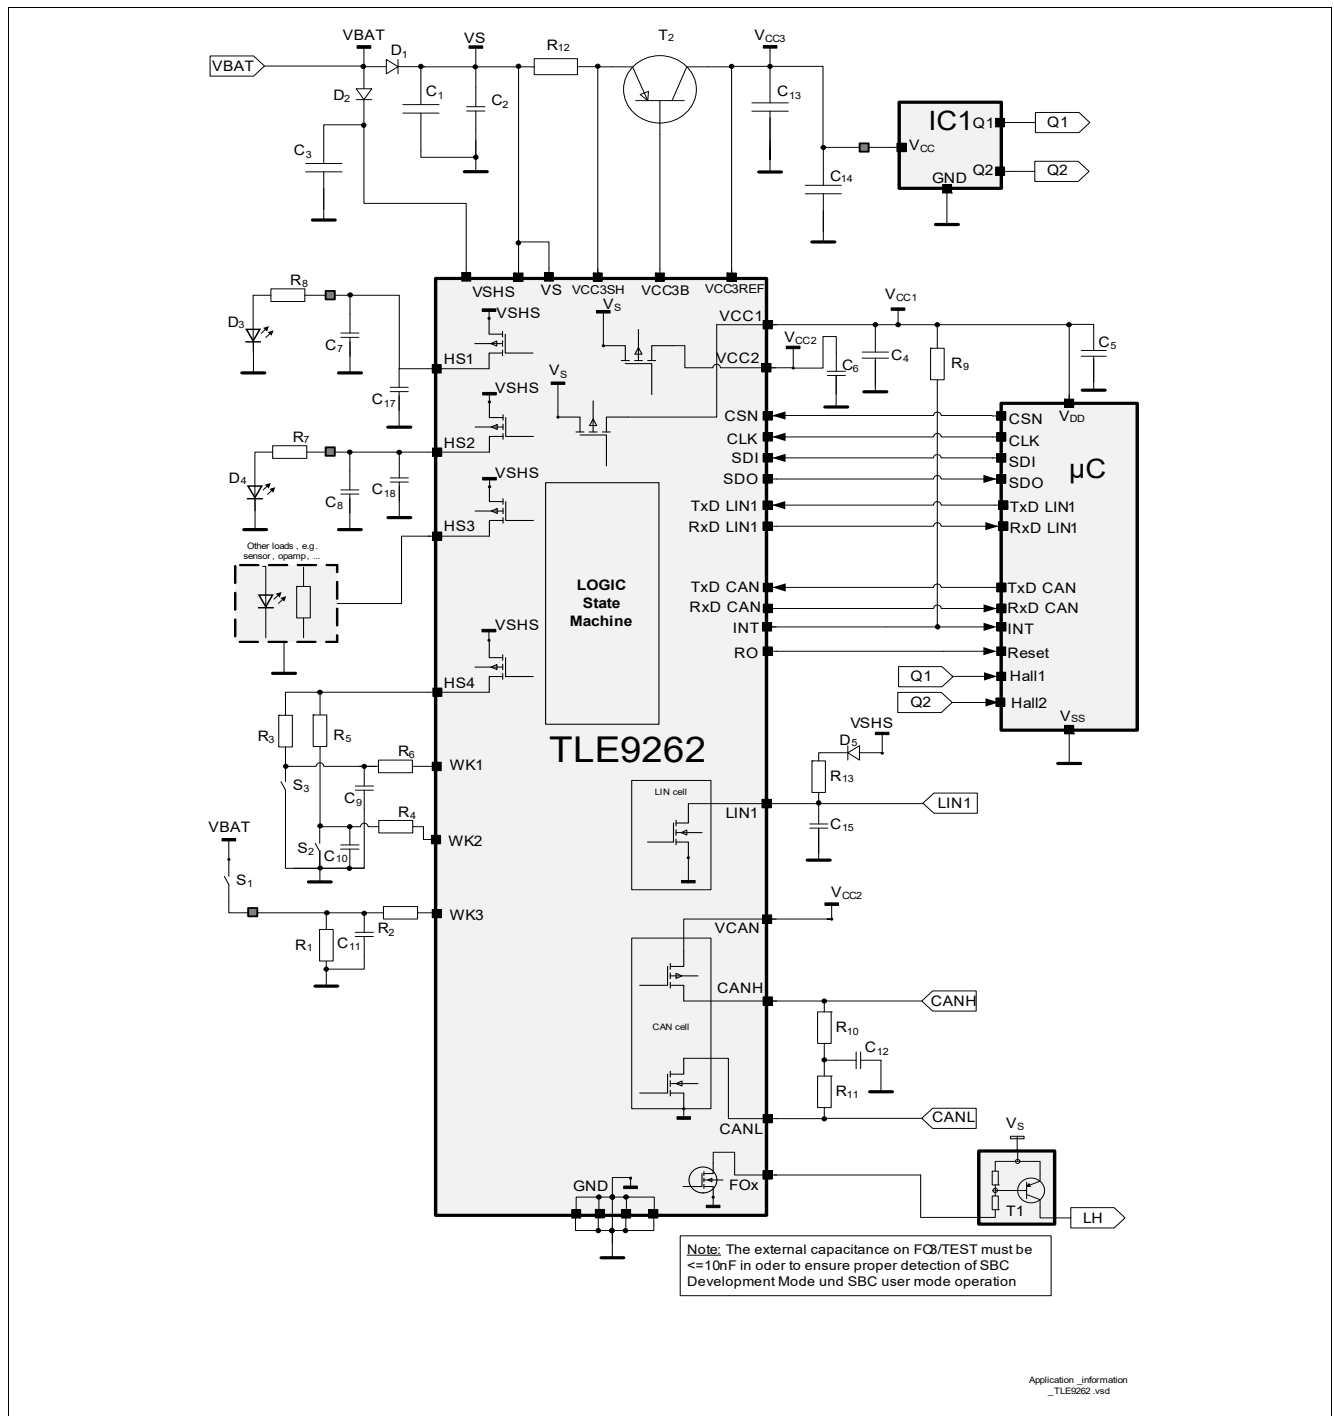 VBAT
VBAT
D1
VS
R12
T2
VCC3
D2
C1
C2
C3
C13
C14
IC1
Q1
Q1
VCC
Q2
Q2
GND
VSHS
VS
VCC3SH
VCC3B
VCC3REF
R8
D3
C7
C17
HS1
VSHS
VS
VCC1
VCC1
VCC2
VCC2
C6
C4
R9
C5
VS
VSHS
R7
HS2
D4
C8
C18
VSHS
HS3
Other loads , e.g.
sensor , opamp, ...
CSN
CLK
SDI
SDO
TxD LIN1
RxD LIN1
TxD CAN
RxD CAN
INT
RO
VDD
CSN
CLK
SDI
SDO
µC
TxD LIN1
RxD LIN1
TxD CAN
RxD CAN
INT
Reset
Q1
Hall1
Q2
Hall2
VSS
LOGIC
State
Machine
VSHS
HS4
R3
R5
R6
WK1
S3
C9
R4
WK2
VBAT
S2
C10
S1
WK3
R1
C11
R2
TLE9262
VSHS
D5
R13
LIN cell
LIN1
LIN1
C15
VCC2
VCAN
CANH
CANH
R10
C12
CAN cell
R11
CANL
CANL
VS
FOx
GND
T1
LH
Note: The external capacitance on FO3/TEST must be
<=10nF in oder to ensure proper detection of SBC
Development Mode und SBC user mode operation
Application _information
_TLE9262 .vsd